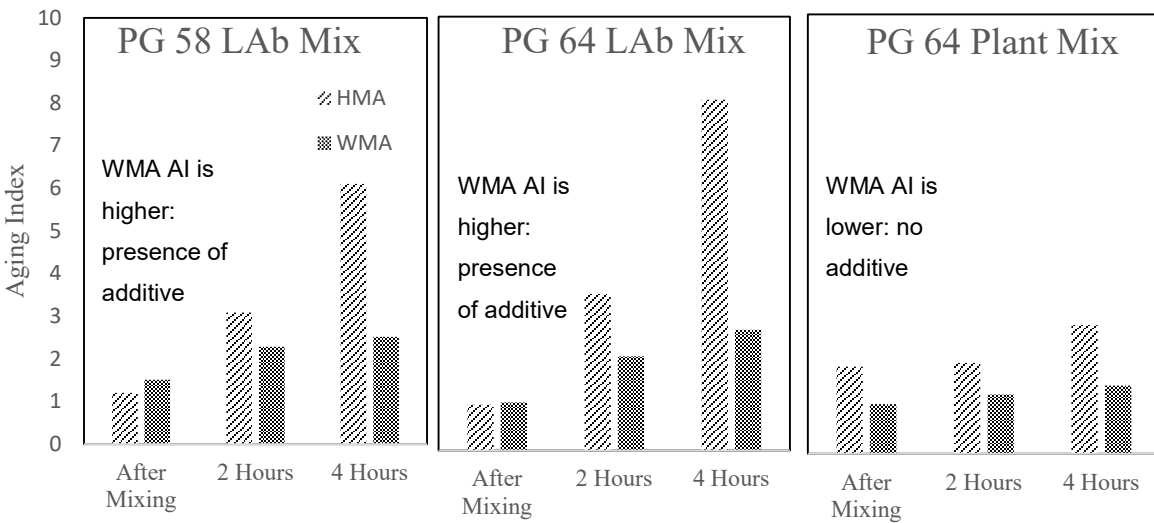 10
9
8
7
6
5
4
3
2
1
0
Aging Index
PG 58 LAb Mix
HMA
WMA
WMA AI is
higher:
presence of
additive
After
Mixing
2 Hours
4 Hours
PG 64 LAb Mix
WMA AI is
higher:
presence
of additive
After
Mixing
2 Hours
4 Hours
PG 64 Plant Mix
WMA AI is
lower: no
additive
After
Mixing
2 Hours
4 Hours